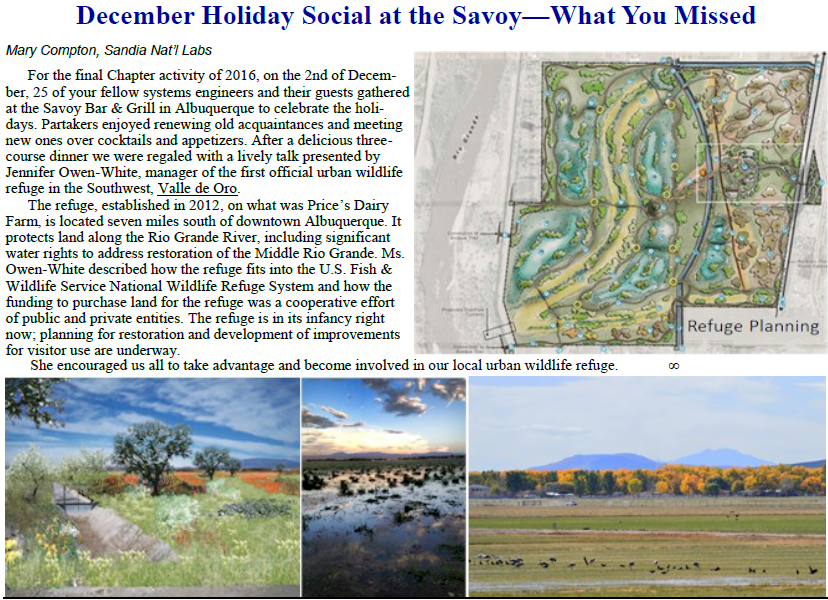 December Holiday Social at the Savoy—What You Missed
Mary Compton, Sandia Nat'l Labs
For the final Chapter activity of 2016, on the 2nd of Decem-
ber, 25 of your fellow systems engineers and their guests gathered
at the Savoy Bar & Grill in Albuquerque to celebrate the holi-
days. Partakers enjoyed renewing old acquaintances and meeting
new ones over cocktails and appetizers. After a delicious three-
course dinner we were regaled with a lively talk presented by
Jennifer Owen-White, manager of the first official urban wildlife
refuge in the Southwest, Valle de Oro.
The refuge, established in 2012, on what was Price's Dairy
Farm, is located seven miles south of downtown Albuquerque. It
protects land along the Rio Grande River, including significant
water rights to address restoration of the Middle Rio Grande. Ms.
Owen-White described how the refuge fits into the U.S. Fish &
Wildlife Service National Wildlife Refuge System and how the
funding to purchase land for the refuge was a cooperative effort
of public and private entities. The refuge is in its infancy right
now; planning for restoration and development of improvements
for visitor use are underway.
She encouraged us all to take advantage and become involved in our local urban wildlife refuge. ∞
Rio Grande
Refuge Planning